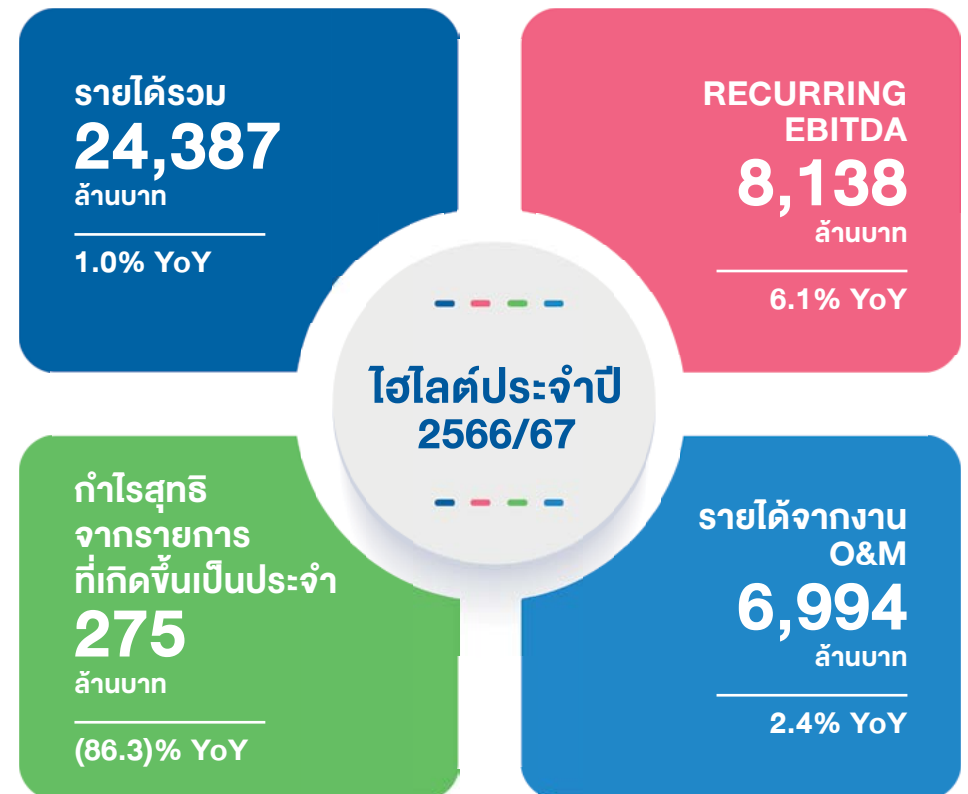 รายได้รวม
24,387
ล้านบาท
1.0% YoY
RECURRING
EBITDA
8,138
ล้านบาท
6.1% YoY
ไฮไลต์ประจำปี
2566/67
กำไรสุทธิ
จากรายการ
ที่เกิดขึ้นเป็นประจำ
275
ล้านบาท
(86.3)% YoY
รายได้จากงาน
O&M
6,994
ล้านบาท
2.4% YoY